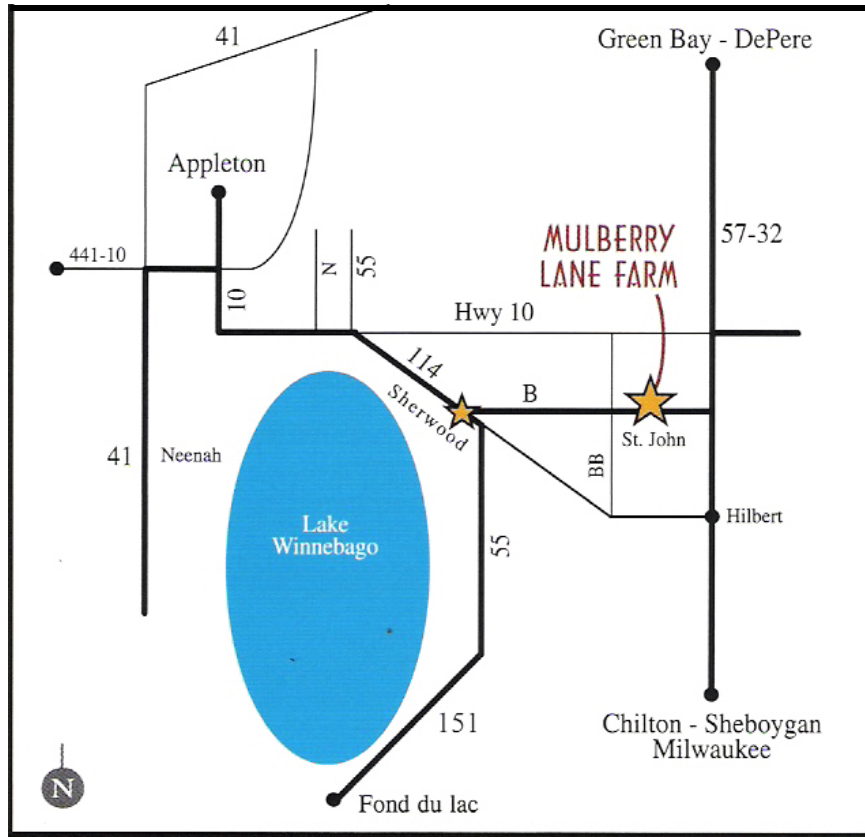 41
Green Bay - DePere
Appleton
441-10
10
N
55
MULBERRY
LANE FARM
57-32
Hwy 10
114
Sherwood
B
St. John
BB
41
Neenah
Lake
Winnebago
55
Hilbert
151
Chilton - Sheboygan
Milwaukee
Fond du lac
N